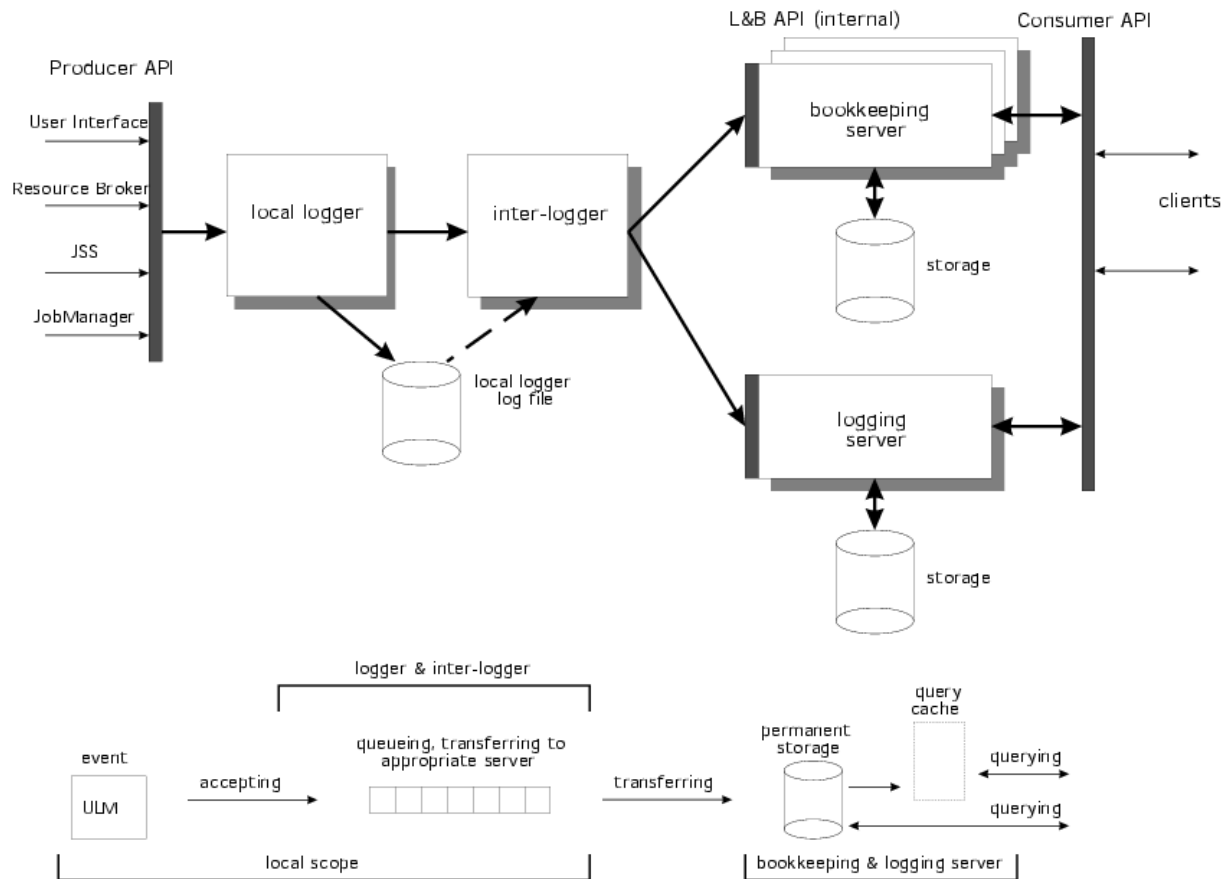 L&B API (internal)
Consumer API
Producer API
User Interface
Resource Broker
JSS
JobManager
local logger
inter-logger
local logger
log file
bookkeeping
server
storage
clients
logging
server
storage
logger & inter-logger
event
ULM
accepting
queueing, transferring to
appropriate server
transferring
permanent
storage
query
cache
querying
querying
local scope
bookkeeping & logging server